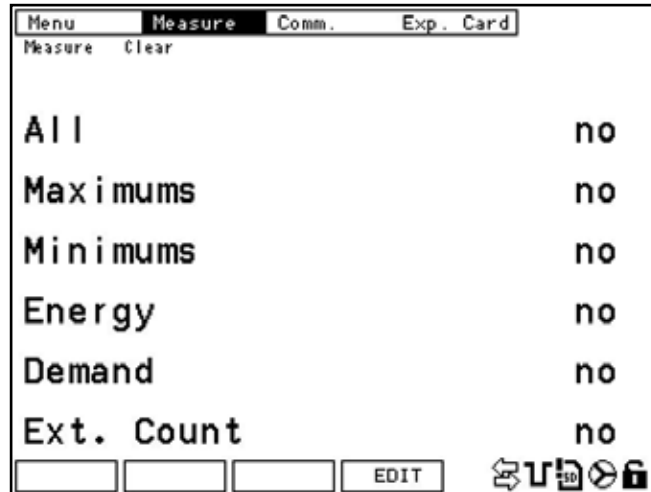 Menu Measure Comm. Exp. Card
Measure Clear
All no
Maximums no
Minimums no
Energy no
Demand no
Ext. Count no
EDIT SD